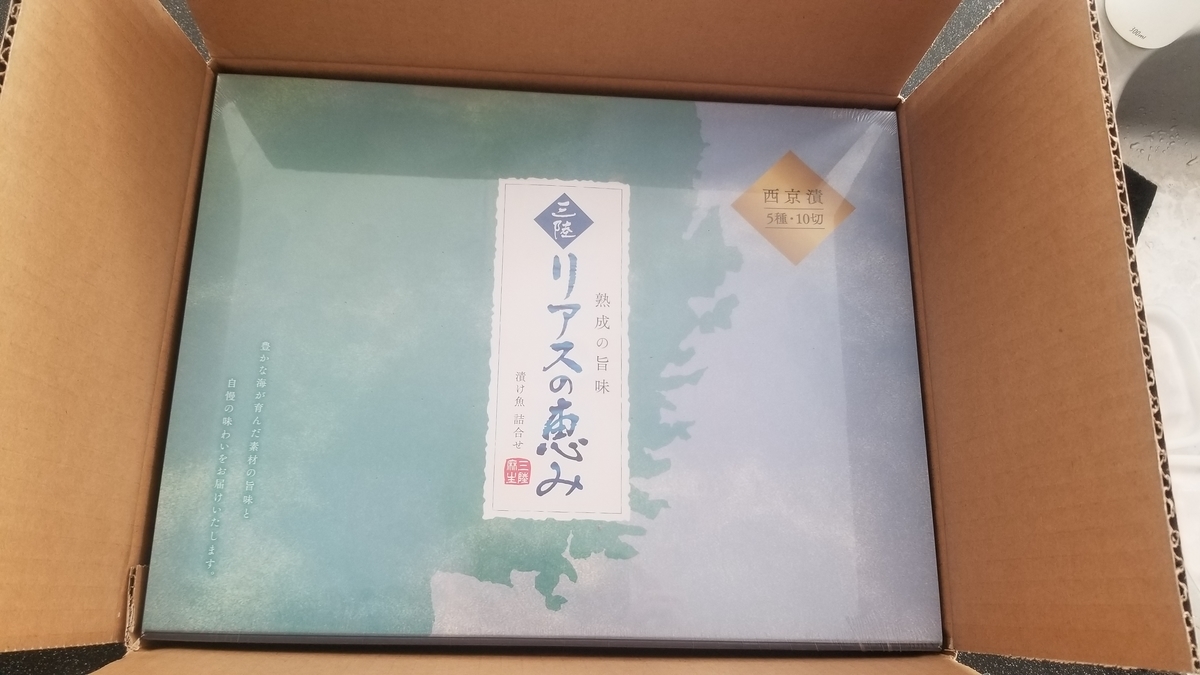 西京漬
5種・10切
三陸
リアスの恵み
熟成の旨味
漬け魚 詰合せ
三陸
麻生
豊かな海が育んだ素材の旨味と
自慢の味わいをお届けいたします。
100ml